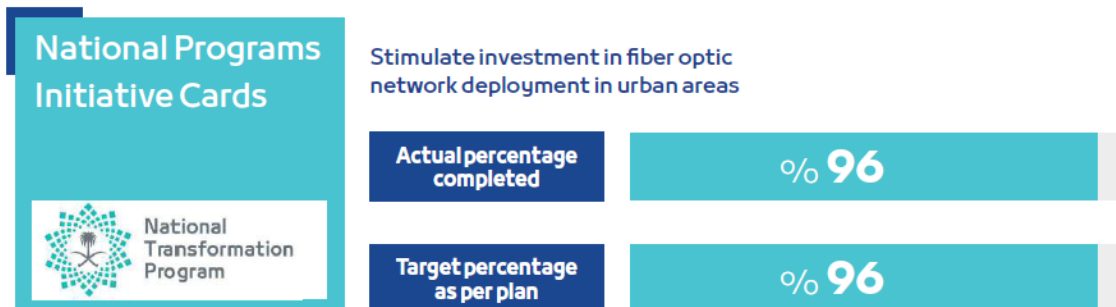 National Programs
Initiative Cards
National
Transformation
Program
Stimulate investment in fiber optic
network deployment in urban areas
Actual percentage
completed
% 96
Target percentage
as per plan
% 96